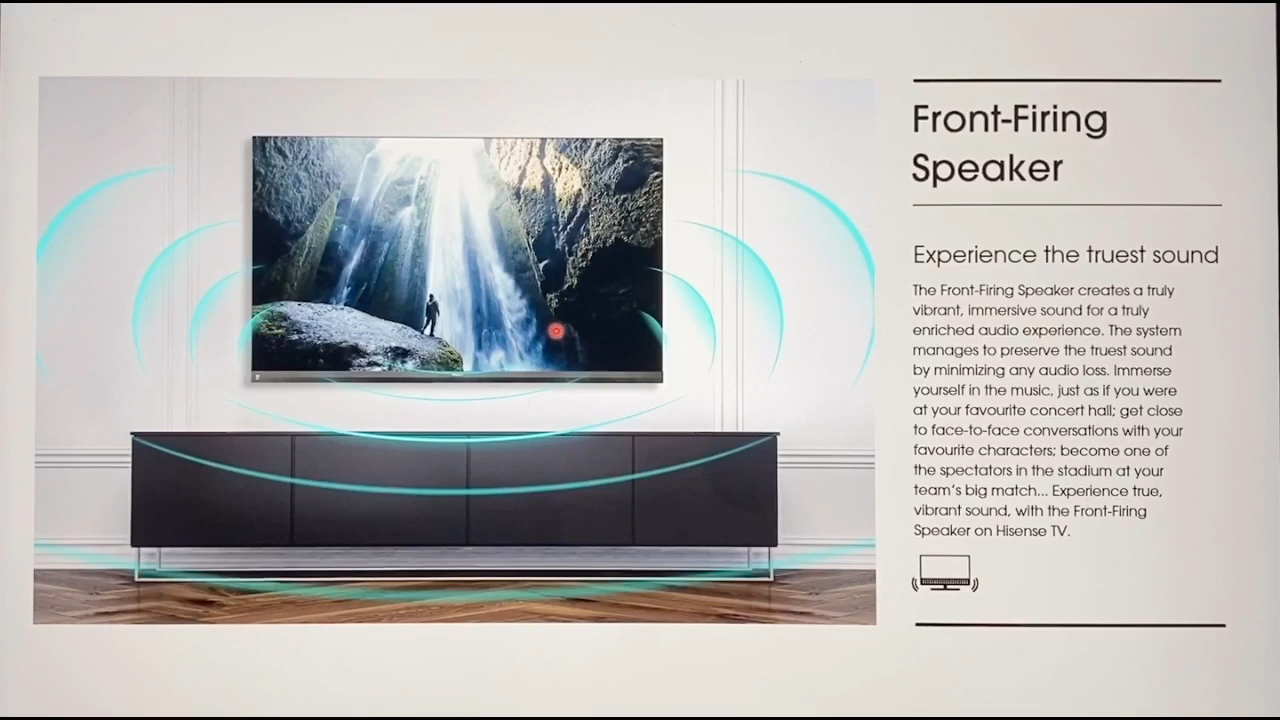 Front-Firing
Speaker
Experience the truest sound
The Front-Firing Speaker creates a truly
vibrant, immersive sound for a truly
enriched audio experience. The system
manages to preserve the truest sound
by minimizing any audio loss. Immerse
yourself in the music, just as if you were
at your favourite concert hall; get close
to face-to-face conversations with your
favourite characters; become one of
the spectators in the stadium at your
team's big match... Experience true,
vibrant sound, with the Front-Firing
Speaker on Hisense TV.